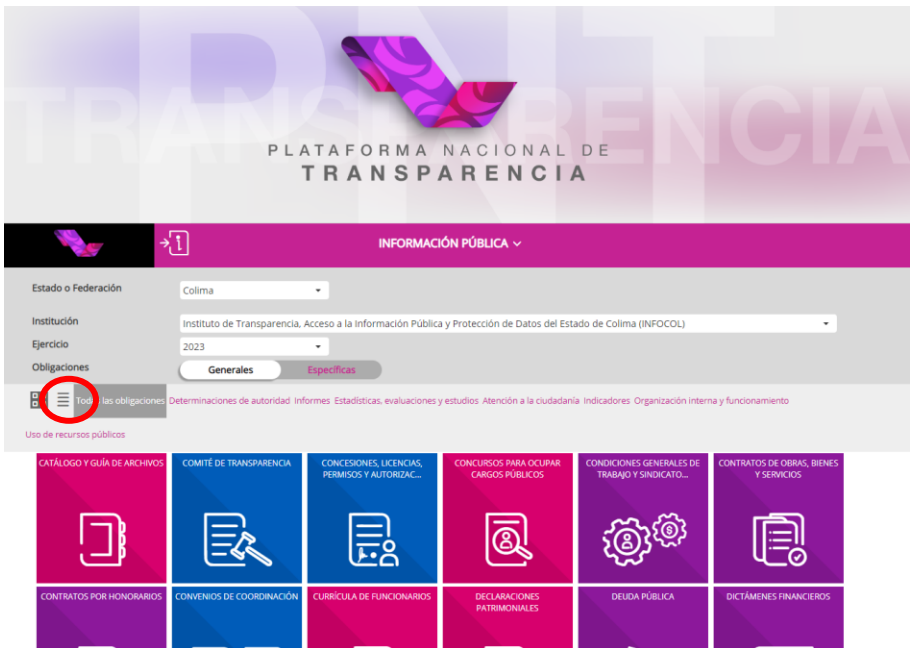 PNT
TRANSPARENCIA
PLATAFORMA NACIONAL DE
TRANSPARENCIA
INFORMACIÓN PÚBLICA
Estado o Federación
Colima
Institución
Instituto de Transparencia, Acceso a la Información Pública y Protección de Datos del Estado de Colima (INFOCOL)
Ejercicio
2023
Obligaciones
Generales Específicas
Todas las obligaciones Determinaciones de autoridad Informes Estadísticas, evaluaciones y estudios Atención a la ciudadanía Indicadores Organización interna y funcionamiento
Uso de recursos públicos
CATÁLOGO Y GUÍA DE ARCHIVOS
COMITÉ DE TRANSPARENCIA
CONCESIONES, LICENCIAS,
PERMISOS Y AUTORIZAC...
CONCURSOS PARA OCUPAR
CARGOS PÚBLICOS
CONDICIONES GENERALES DE
TRABAJO Y SINDICATO...
CONTRATOS DE OBRAS, BIENES
Y SERVICIOS
CONTRATOS POR HONORARIOS
CONVENIOS DE COORDINACIÓN
CURRÍCULA DE FUNCIONARIOS
DECLARACIONES
PATRIMONIALES
DEUDA PÚBLICA
DICTÁMENES FINANCIEROS